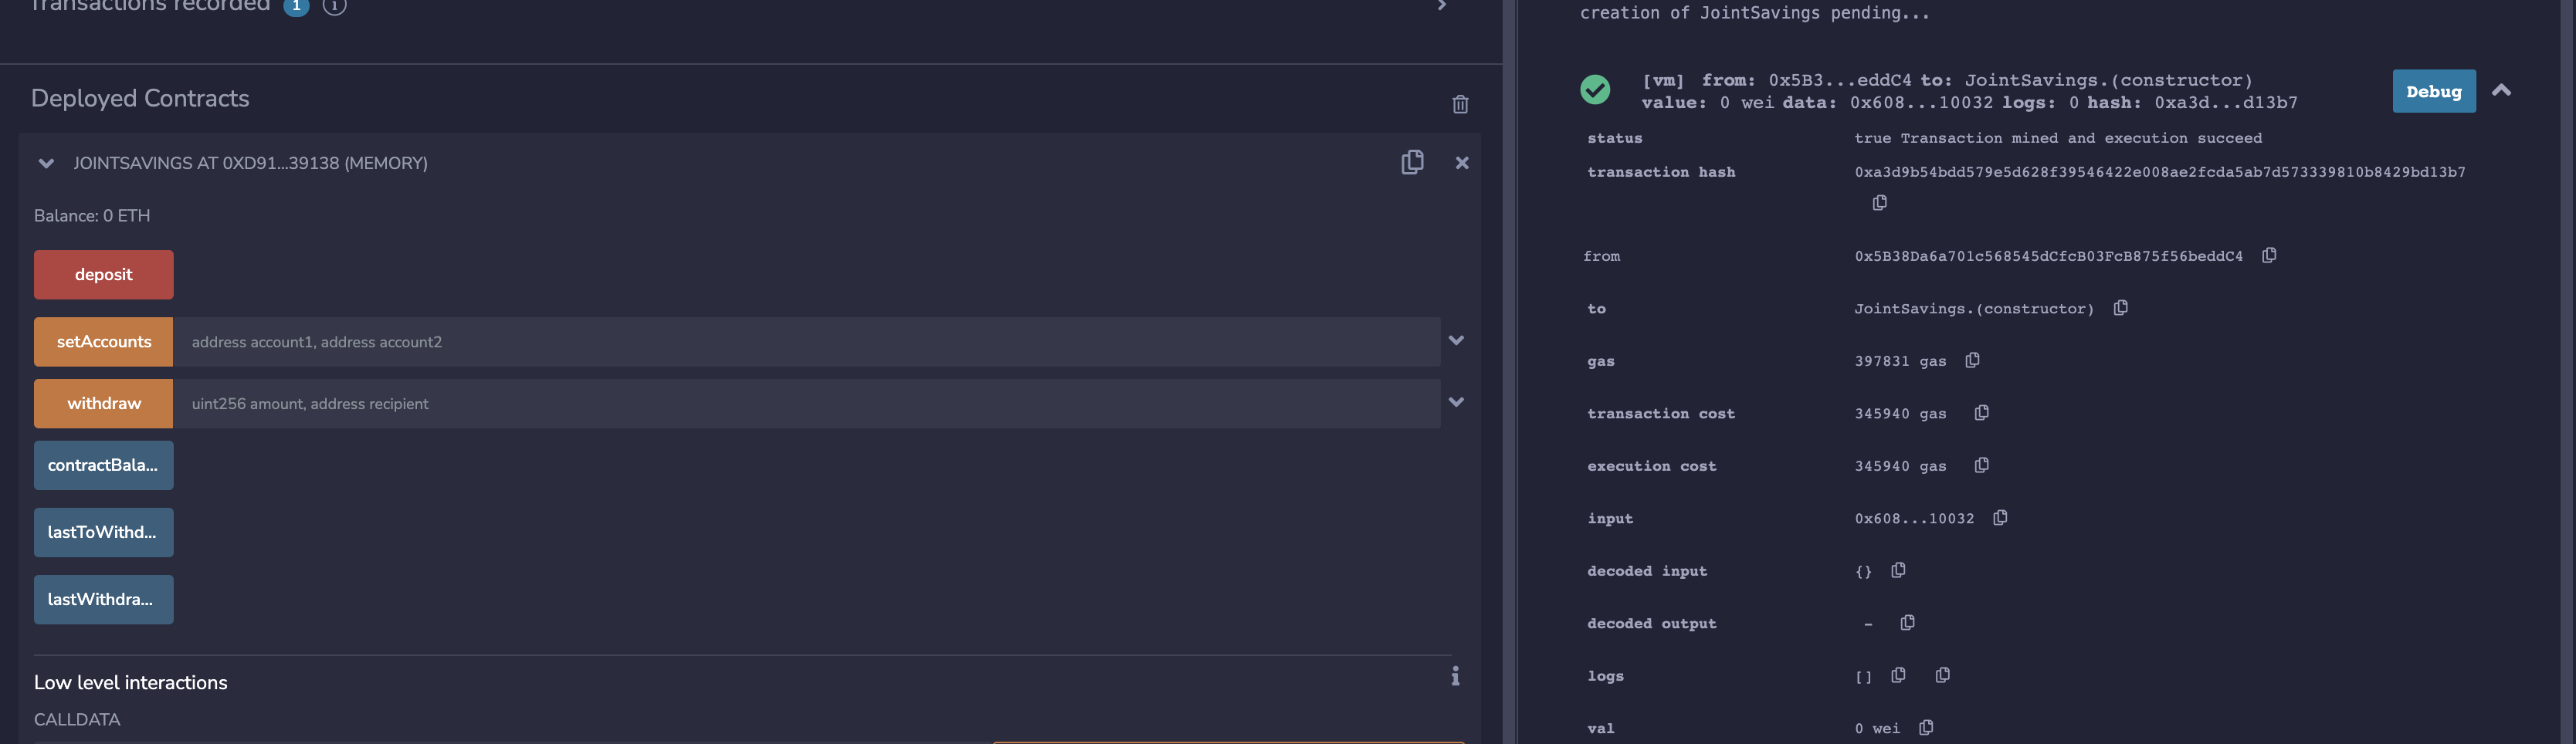 Transactions recorded 1 i
Deployed Contracts
JOINTSAVINGS AT 0XD91...39138 (MEMORY)
Balance: 0 ETH
deposit
setAccounts address account1, address account2
withdraw uint256 amount, address recipient
contractBala...
lastToWithd...
lastWithdra...
Low level interactions i
CALLDATA
creation of JointSavings pending...
[vm] from: 0x5B3...eddC4 to: JointSavings.(constructor)
value: 0 wei data: 0x608...10032 logs: 0 hash: 0xa3d...d13b7
Debug
status true Transaction mined and execution succeed
transaction hash 0xa3d9b54bdd579e5d628f39546422e008ae2fcda5ab7d573339810b8429bd13b7
from 0x5B38Da6a701c568545dCfcB03FcB875f56beddC4
to JointSavings.(constructor)
gas 397831 gas
transaction cost 345940 gas
execution cost 345940 gas
input 0x608...10032
decoded input {}
decoded output -
logs []
val 0 wei